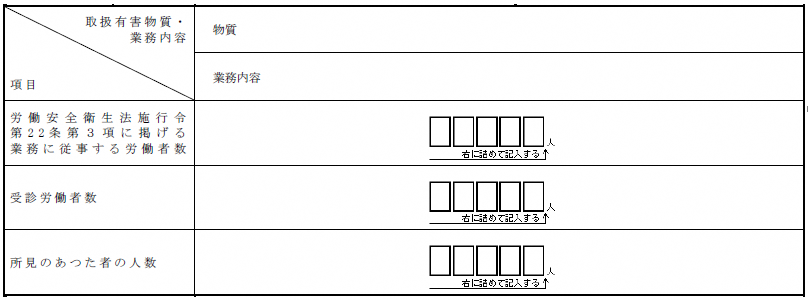 取扱有害物質・
業務内容
項目
物質
業務内容
労働安全衛生法施行令
第22条第３項に掲げる
業務に従事する労働者数
人
右に詰めて記入する↑
受診労働者数
人
右に詰めて記入する↑
所見のあつた者の人数
人
右に詰めて記入する↑